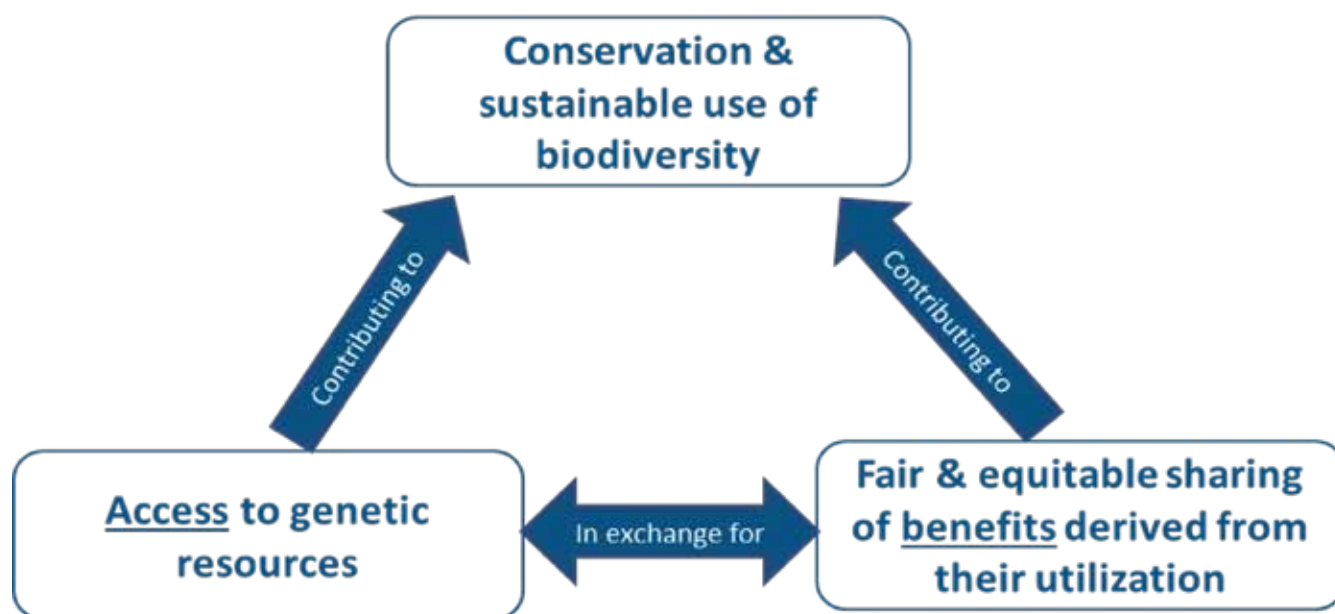 Conservation &
sustainable use of
biodiversity
Contributing to
Contributing to
Access to genetic
resources
In exchange for
Fair & equitable sharing
of benefits derived from
their utilization